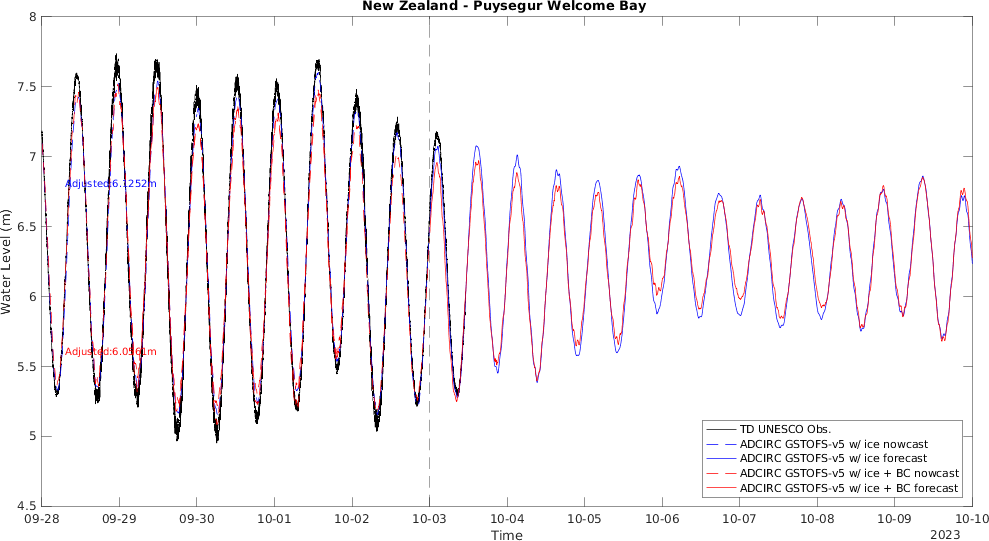 New Zealand - Puysegur Welcome Bay
8
7.5
7
6.5
6
5.5
5
4.5
Water Level (m)
Adjusted:6.1252m
Adjusted:6.0561m
TD UNESCO Obs.
ADCIRC GSTOFS-v5 w/ ice nowcast
ADCIRC GSTOFS-v5 w/ ice forecast
ADCIRC GSTOFS-v5 w/ ice + BC nowcast
ADCIRC GSTOFS-v5 w/ ice + BC forecast
09-28 09-29 09-30 10-01 10-02 10-03 10-04 10-05 10-06 10-07 10-08 10-09 10-10
Time
2023